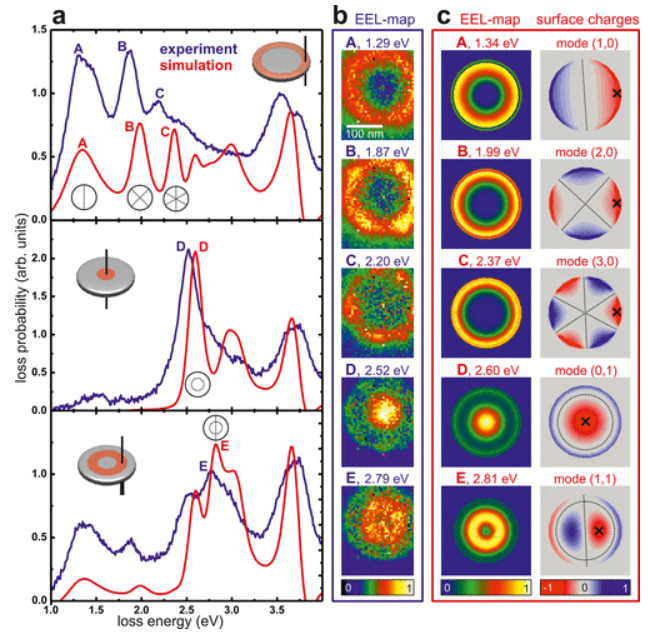 a
b
c
experiment
simulation
A
B
C
A
B
C
D
D
E
E
loss probability (arb. units)
1.5
1.0
0.5
0.0
2.0
1.5
1.0
0.5
0.0
1.0
0.5
0.0
1.0 1.5 2.0 2.5 3.0 3.5
loss energy (eV)
EEL-map
A, 1.29 eV
100 nm
B, 1.87 eV
C, 2.20 eV
D, 2.52 eV
E, 2.79 eV
0 1
EEL-map surface charges
A, 1.34 eV mode (1,0)
B, 1.99 eV mode (2,0)
C, 2.37 eV mode (3,0)
D, 2.60 eV mode (0,1)
E, 2.81 eV mode (1,1)
0 1 -1 0 1